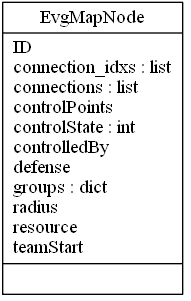 EvgMapNode
ID
connection_idxs : list
connections : list
controlPoints
controlState : int
controlledBy
defense
groups : dict
radius
resource
teamStart